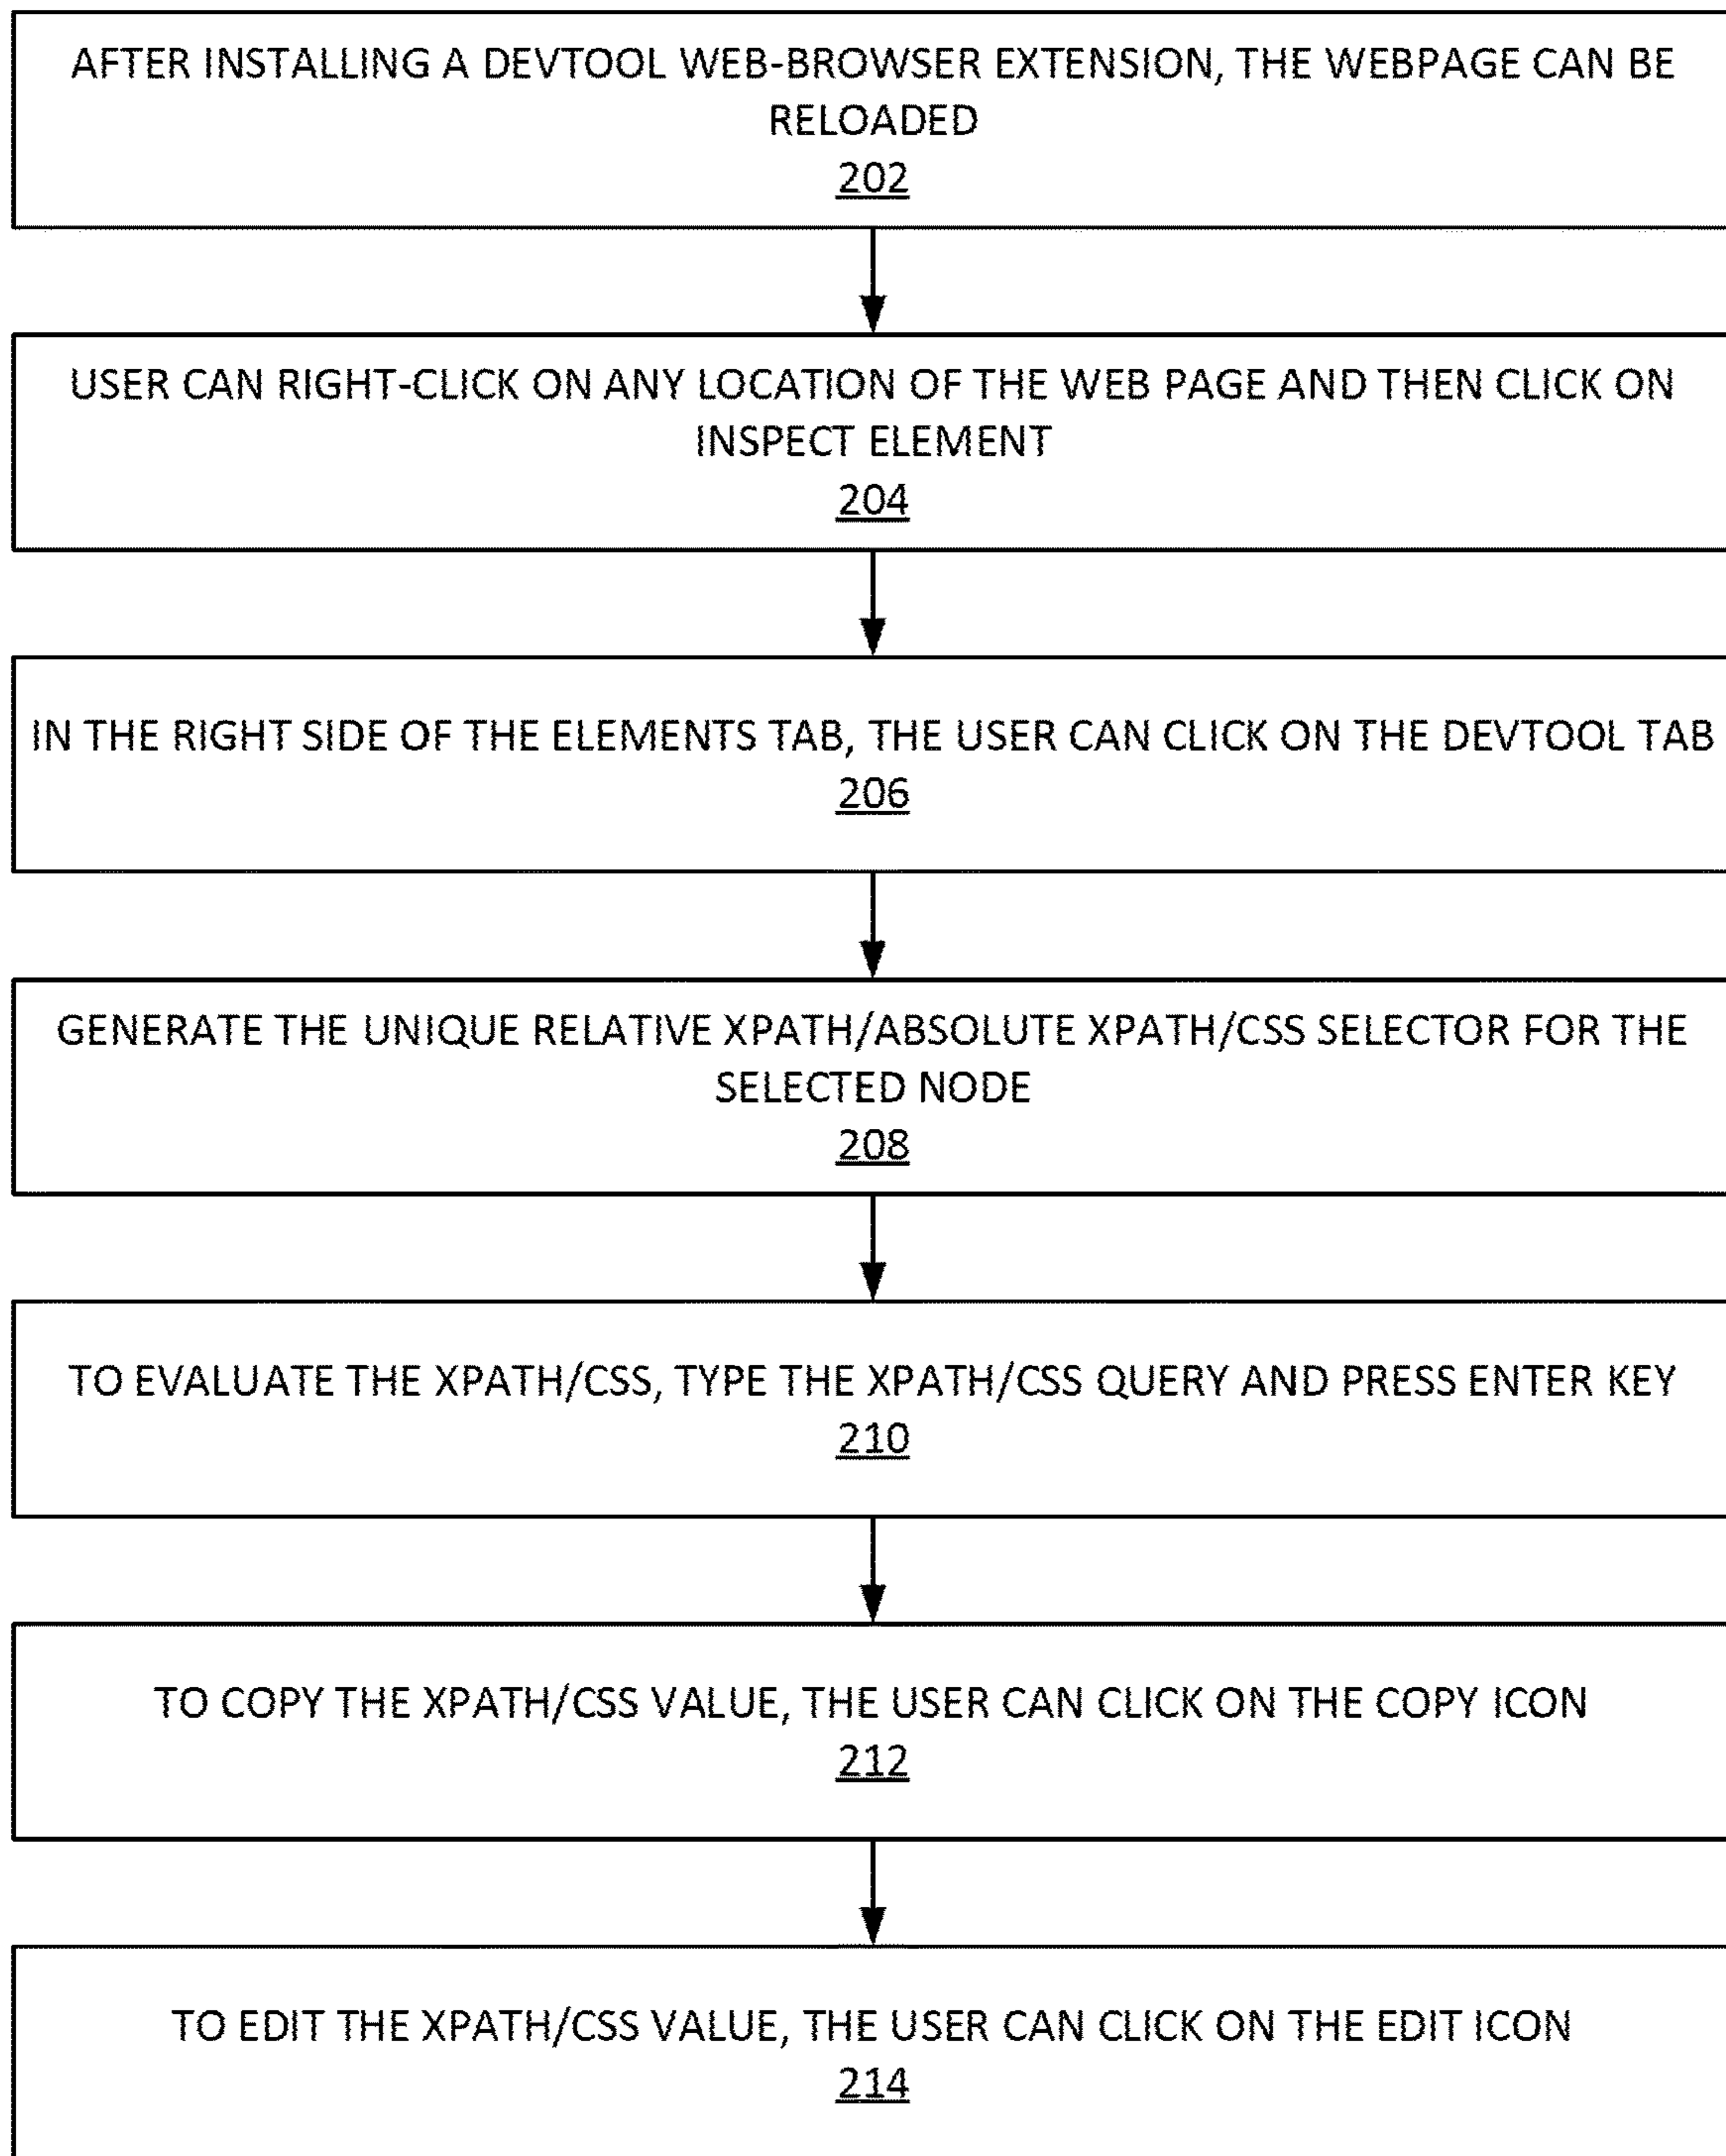 AFTER INSTALLING A DEVTOOL WEB-BROWSER EXTENSION, THE WEBPAGE CAN BE
RELOADED
202
USER CAN RIGHT-CLICK ON ANY LOCATION OF THE WEB PAGE AND THEN CLICK ON
INSPECT ELEMENT
204
IN THE RIGHT SIDE OF THE ELEMENTS TAB, THE USER CAN CLICK ON THE DEVTOOL TAB
206
GENERATE THE UNIQUE RELATIVE XPATH/ABSOLUTE XPATH/CSS SELECTOR FOR THE
SELECTED NODE
208
TO EVALUATE THE XPATH/CSS, TYPE THE XPATH/CSS QUERY AND PRESS ENTER KEY
210
TO COPY THE XPATH/CSS VALUE, THE USER CAN CLICK ON THE COPY ICON
212
TO EDIT THE XPATH/CSS VALUE, THE USER CAN CLICK ON THE EDIT ICON
214